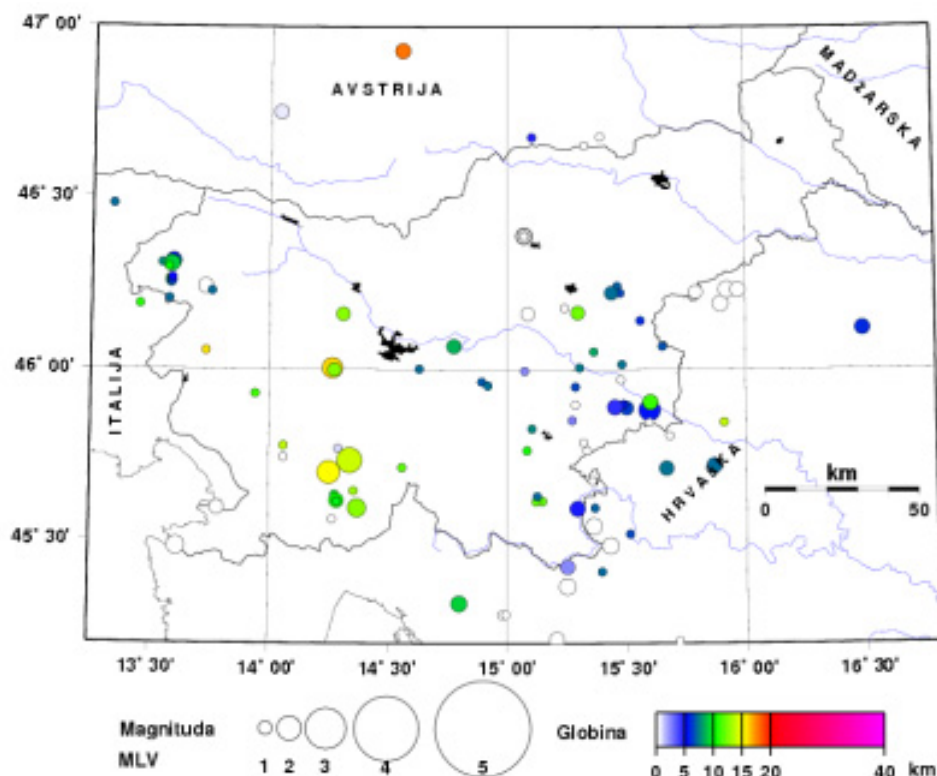 47° 00'
AVSTRIJA
MADŽARSKA
46° 30'
46° 00'
ITALIJA
HRVAŠKA
km
0 50
45° 30'
13° 30' 14° 00' 14° 30' 15° 00' 15° 30' 16° 00' 16° 30'
Magnituda
MLV
1 2 3 4 5
Globina
0 5 10 15 20 40 km